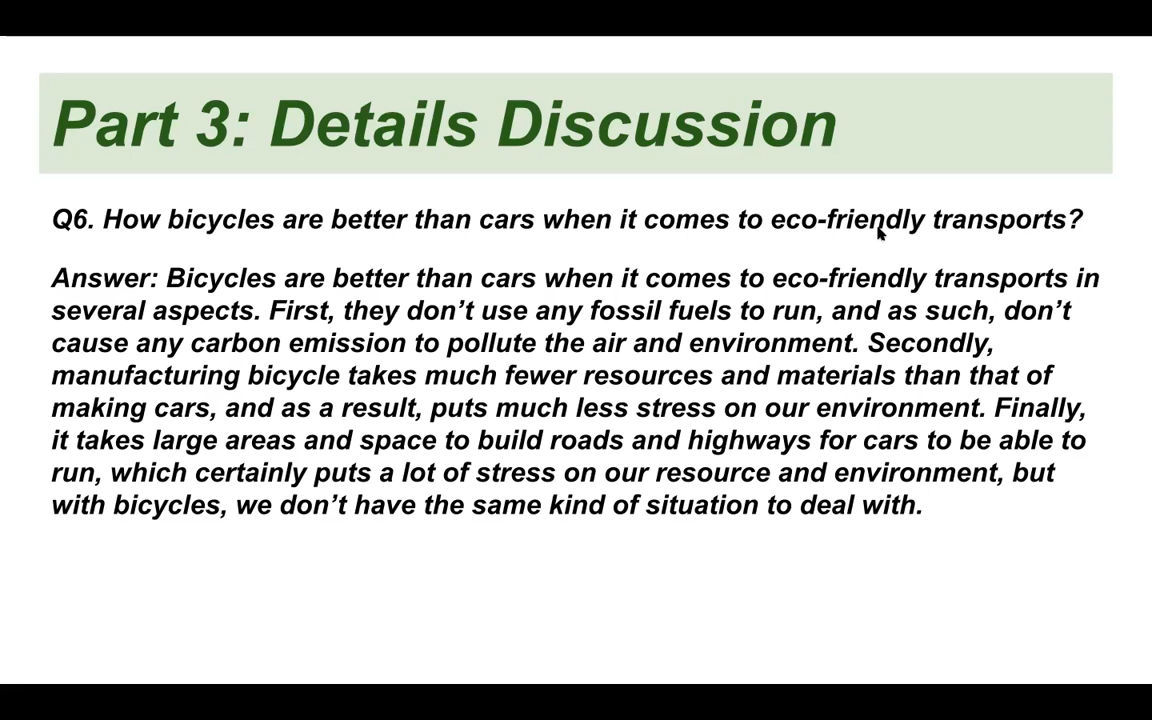 Part 3: Details Discussion
Q6. How bicycles are better than cars when it comes to eco-friendly transports?
Answer: Bicycles are better than cars when it comes to eco-friendly transports in
several aspects. First, they don’t use any fossil fuels to run, and as such, don’t
cause any carbon emission to pollute the air and environment. Secondly,
manufacturing bicycle takes much fewer resources and materials than that of
making cars, and as a result, puts much less stress on our environment. Finally,
it takes large areas and space to build roads and highways for cars to be able to
run, which certainly puts a lot of stress on our resource and environment, but
with bicycles, we don’t have the same kind of situation to deal with.